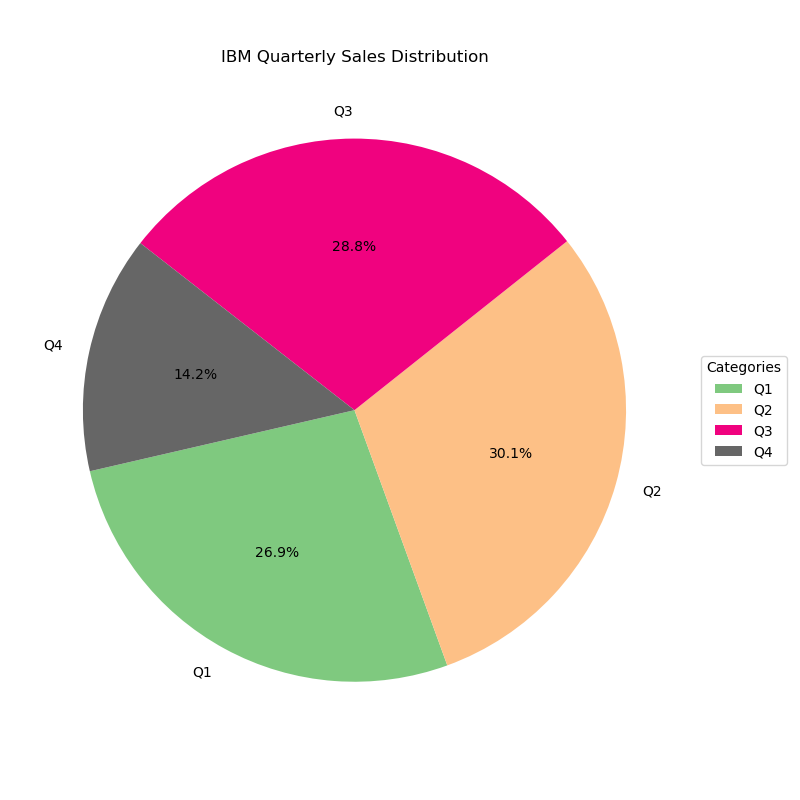 IBM Quarterly Sales Distribution
Q3
28.8%
Q4
14.2%
Categories
Q1
Q2
Q3
Q4
30.1%
Q2
26.9%
Q1